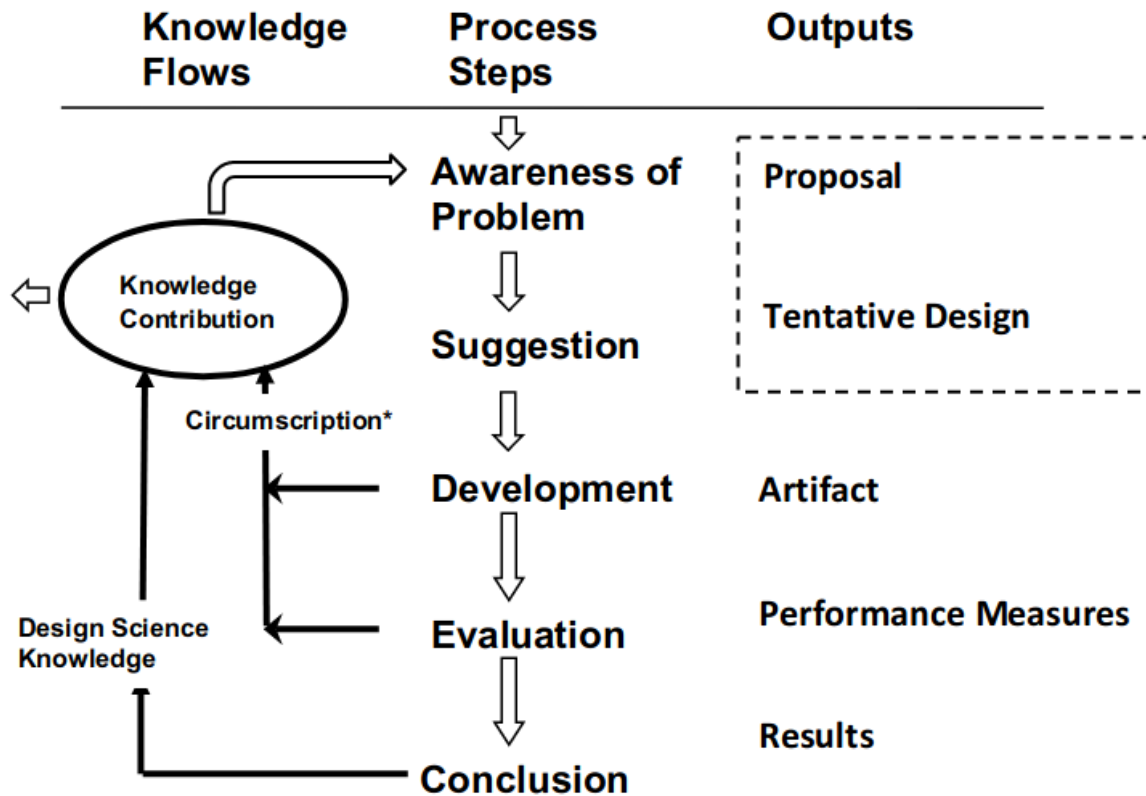 Knowledge
Flows
Process
Steps
Outputs
Awareness of
Problem
Proposal
Knowledge
Contribution
Tentative Design
Suggestion
Circumscription*
Development
Artifact
Design Science
Knowledge
Evaluation
Performance Measures
Results
Conclusion